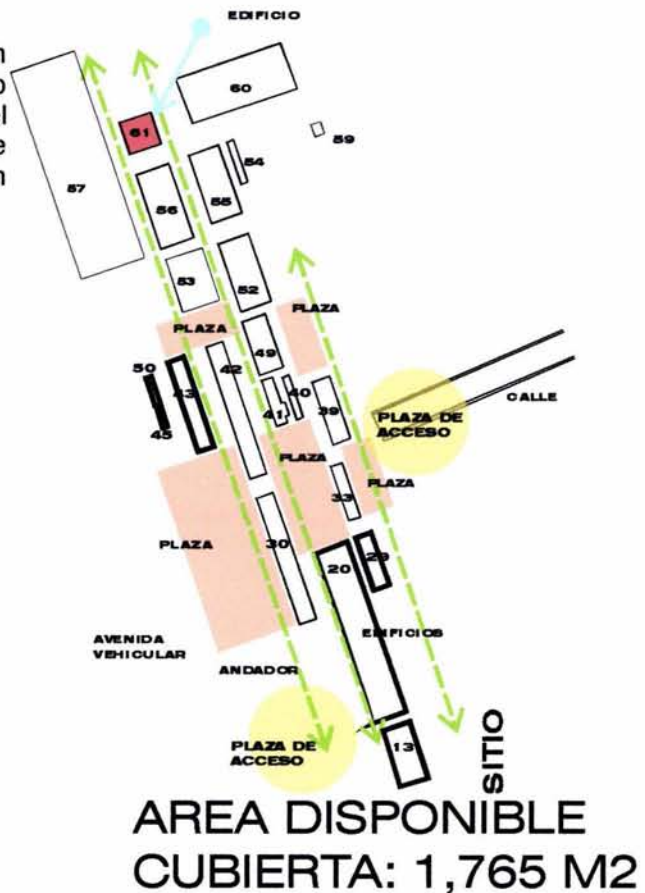 EDIFICIO
60
61
59
54
57
55
56
53
52
PLAZA
PLAZA
49
50
42
43
40
CALLE
41
39
PLAZA DE
ACCESO
45
PLAZA
PLAZA
33
PLAZA
30
20
29
EDIFICIOS
AVENIDA
VEHICULAR
ANDADOR
PLAZA DE
ACCESO
13
SITIO
AREA DISPONIBLE
CUBIERTA: 1,765 M2